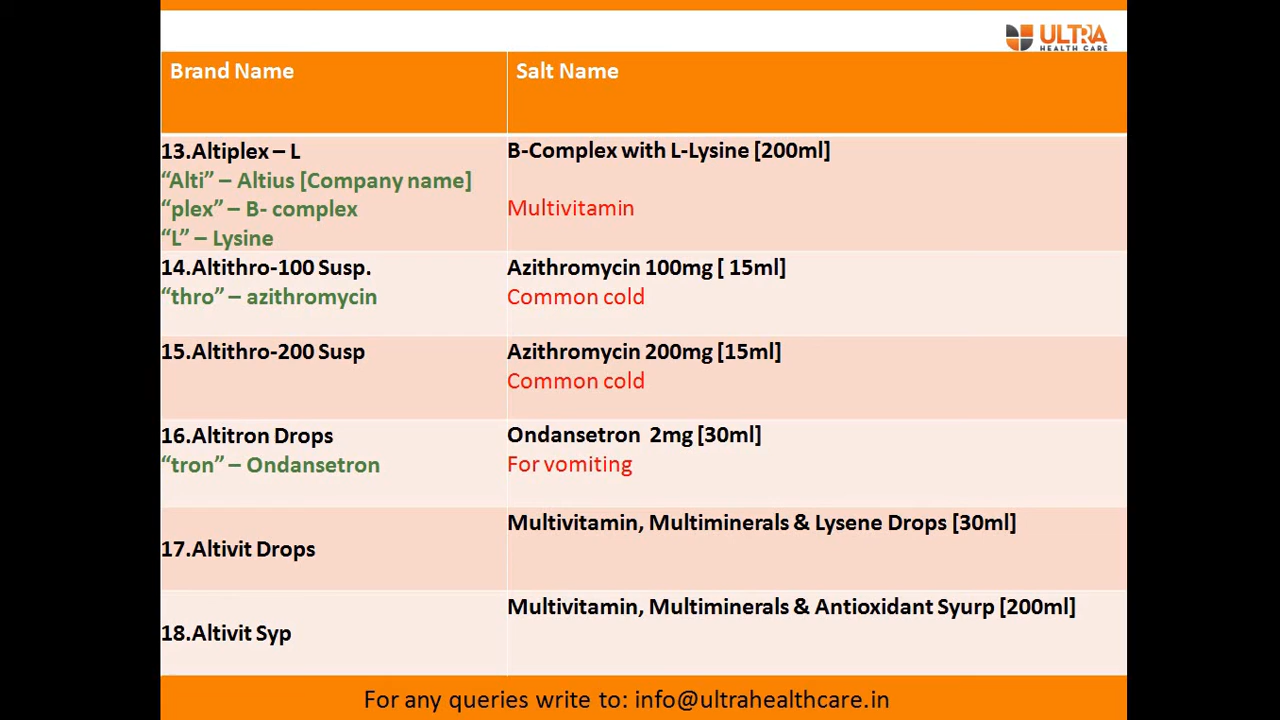 ULTRA
HEALTH CARE
Brand Name
Salt Name
13.Altiplex – L
“Alti” – Altius [Company name]
“plex” – B- complex
“L” – Lysine
B-Complex with L-Lysine [200ml]
Multivitamin
14.Altithro-100 Susp.
“thro” – azithromycin
Azithromycin 100mg [ 15ml]
Common cold
15.Altithro-200 Susp
Azithromycin 200mg [15ml]
Common cold
16.Altitron Drops
“tron” – Ondansetron
Ondansetron  2mg [30ml]
For vomiting
17.Altivit Drops
Multivitamin, Multiminerals & Lysene Drops [30ml]
18.Altivit Syp
Multivitamin, Multiminerals & Antioxidant Syurp [200ml]
For any queries write to: info@ultrahealthcare.in